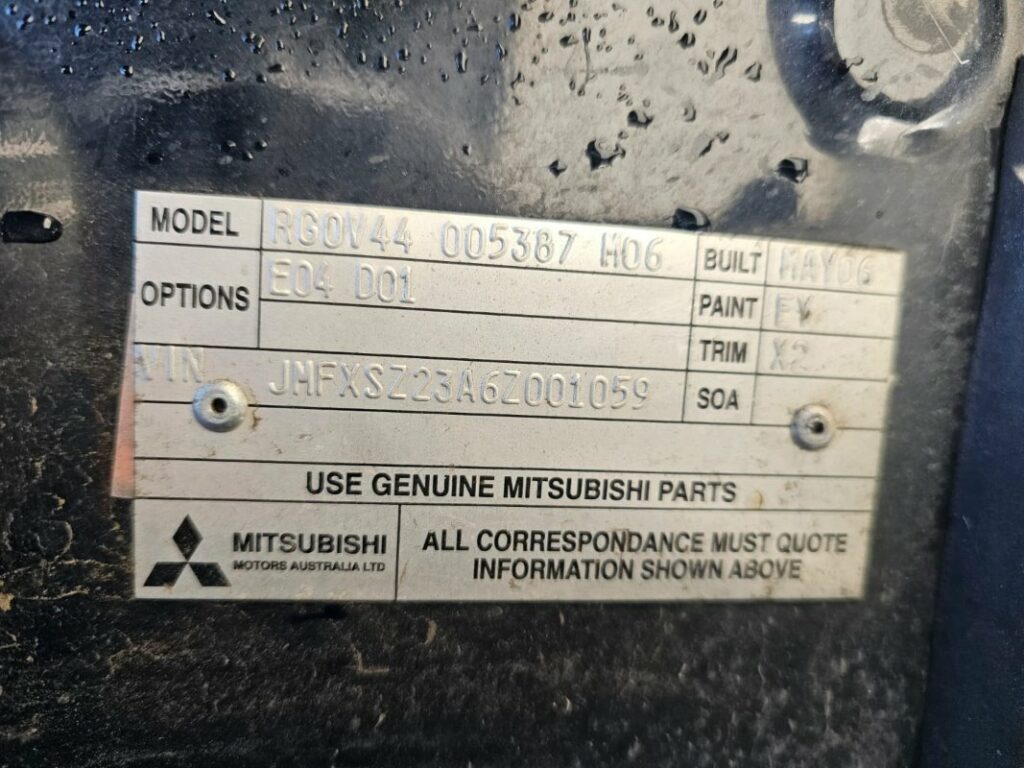 MODEL RG0V44 005387 M06 BUILT MAY06
OPTIONS E04 D01 PAINT
TRIM X2
VIN JMFXSZ23A6Z001059 SOA
USE GENUINE MITSUBISHI PARTS
MITSUBISHI
MOTORS AUSTRALIA LTD
ALL CORRESPONDANCE MUST QUOTE
INFORMATION SHOWN ABOVE